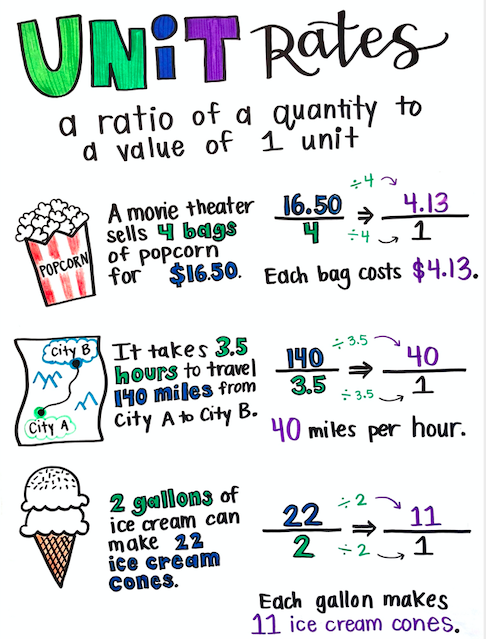 UNiT Rates
a ratio of a quantity to
a value of 1 unit
POPCORN
A movie theater
sells 4 bags
of popcorn
for $16.50.
16.50
4
÷4
÷4
4.13
1
Each bag costs $4.13.
City B
City A
It takes 3.5
hours to travel
140 miles from
City A to City B.
140
3.5
÷3.5
÷3.5
40
1
40 miles per hour.
2 gallons of
ice cream can
make 22
ice cream
cones.
22
2
÷2
÷2
11
1
Each gallon makes
11 ice cream cones.